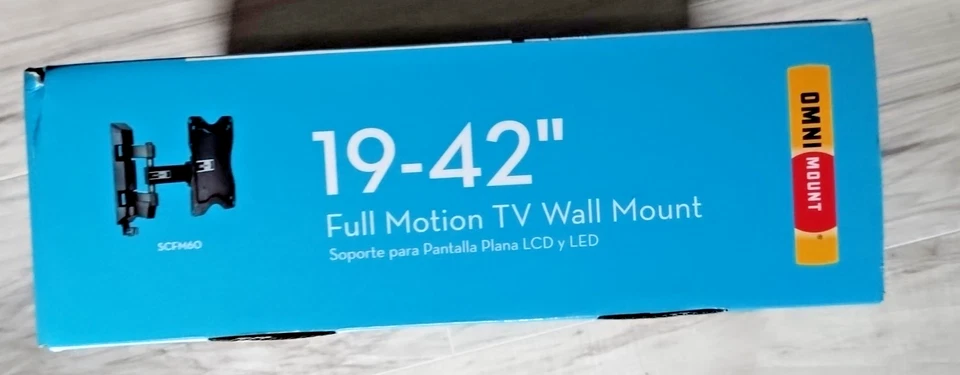 19-42"
Full Motion TV Wall Mount
Soporte para Pantalla Plana LCD y LED
SCFM60
OMNI
MOUNT